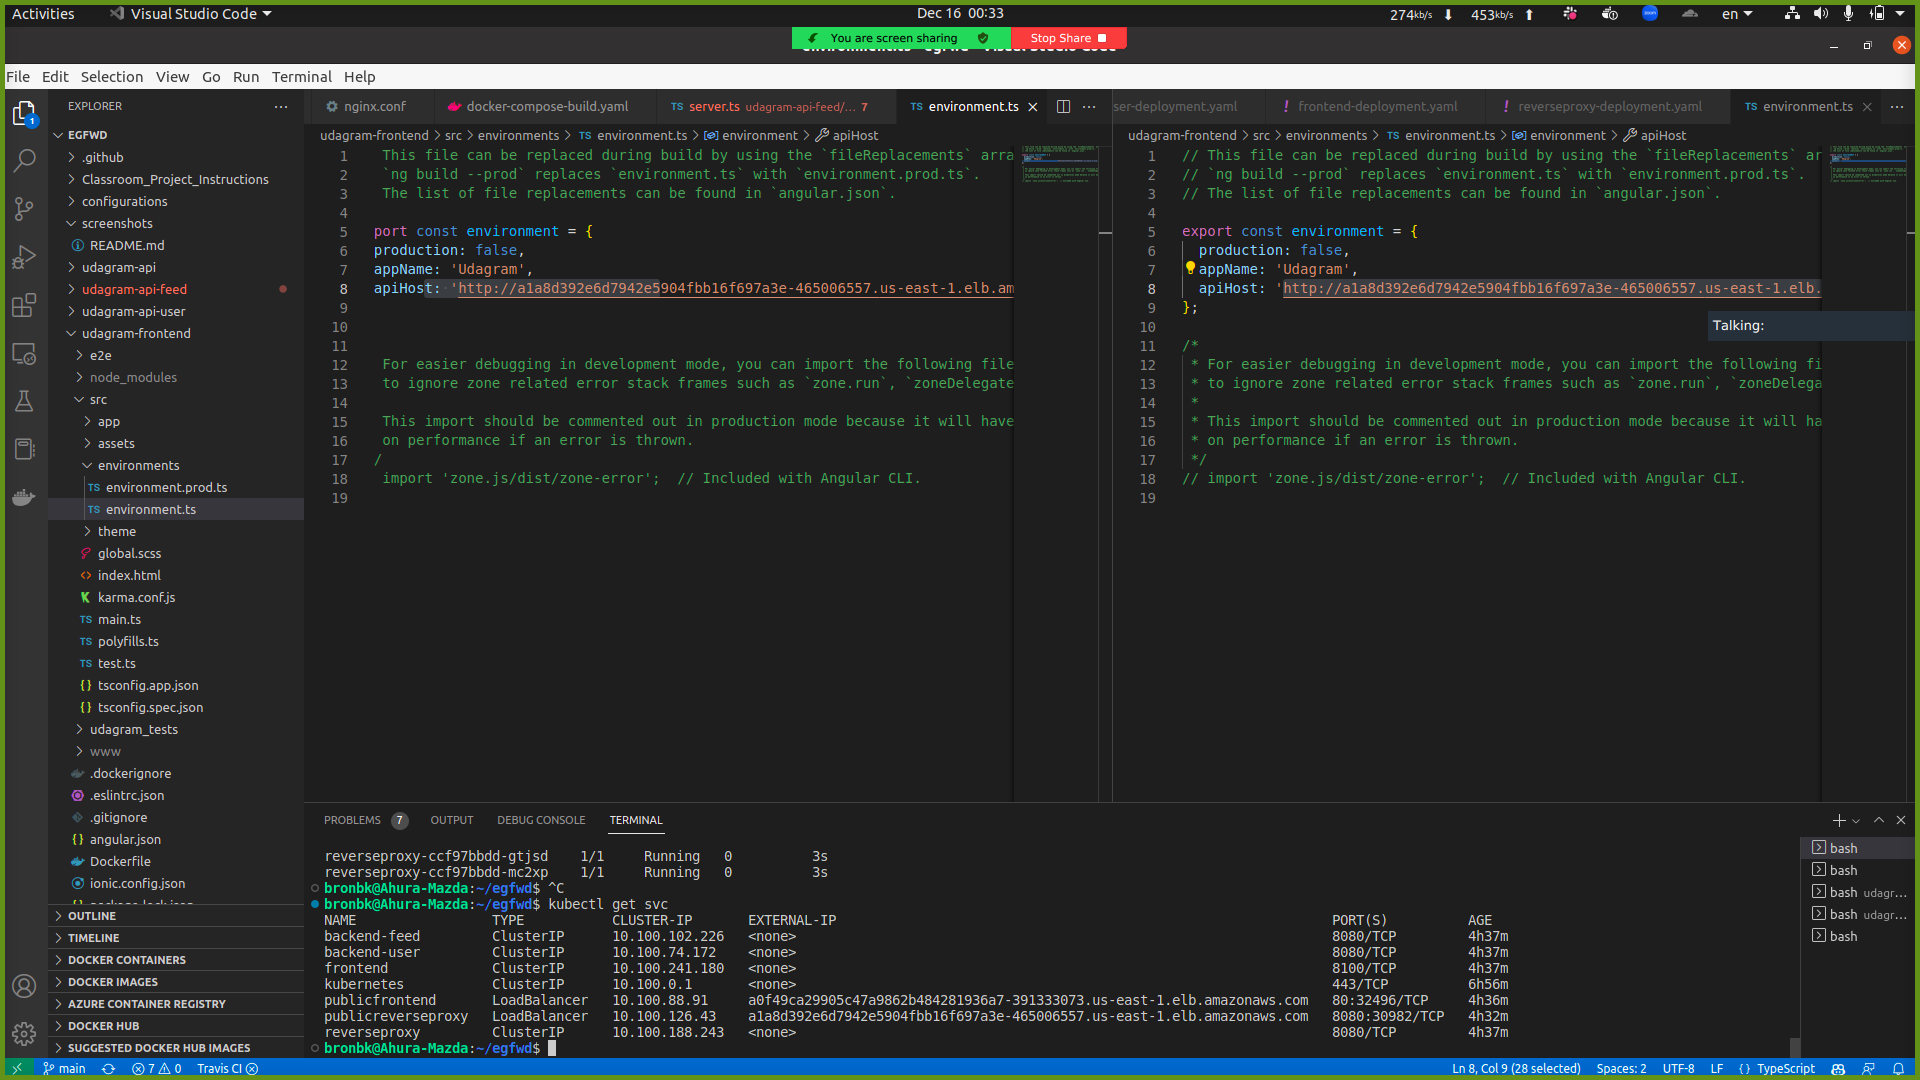 Activities
Visual Studio Code
Dec 16 00:33
274kb/s
453kb/s
zoom
en
You are screen sharing
Stop Share
File Edit Selection View Go Run Terminal Help
EXPLORER
1
EGFWD
.github
Classroom_Project_Instructions
configurations
screenshots
README.md
udagram-api
udagram-api-feed
udagram-api-user
udagram-frontend
e2e
node_modules
src
app
assets
environments
TS environment.prod.ts
TS environment.ts
theme
global.scss
index.html
karma.conf.js
TS main.ts
TS polyfills.ts
TS test.ts
{} tsconfig.app.json
{} tsconfig.spec.json
udagram_tests
www
.dockerignore
.eslintrc.json
.gitignore
{} angular.json
Dockerfile
ionic.config.json
OUTLINE
TIMELINE
DOCKER CONTAINERS
DOCKER IMAGES
AZURE CONTAINER REGISTRY
DOCKER HUB
SUGGESTED DOCKER HUB IMAGES
nginx.conf
docker-compose-build.yaml
TS server.ts udagram-api-feed/... 7
TS environment.ts
udagram-frontend > src > environments > TS environment.ts > environment > apiHost
1 This file can be replaced during build by using the `fileReplacements` arra
2 `ng build --prod` replaces `environment.ts` with `environment.prod.ts`.
3 The list of file replacements can be found in `angular.json`.
4
5 port const environment = {
6 production: false,
7 appName: 'Udagram',
8 apiHost: 'http://a1a8d392e6d7942e5904fbb16f697a3e-465006557.us-east-1.elb.am
9
10
11
12 For easier debugging in development mode, you can import the following file
13 to ignore zone related error stack frames such as `zone.run`, `zoneDelegate
14
15 This import should be commented out in production mode because it will have
16 on performance if an error is thrown.
17 /
18 import 'zone.js/dist/zone-error';  // Included with Angular CLI.
19
ser-deployment.yaml
! frontend-deployment.yaml
! reverseproxy-deployment.yaml
TS environment.ts
udagram-frontend > src > environments > TS environment.ts > environment > apiHost
1 // This file can be replaced during build by using the `fileReplacements` ar
2 // `ng build --prod` replaces `environment.ts` with `environment.prod.ts`.
3 // The list of file replacements can be found in `angular.json`.
4
5 export const environment = {
6 production: false,
7 appName: 'Udagram',
8 apiHost: 'http://a1a8d392e6d7942e5904fbb16f697a3e-465006557.us-east-1.elb.
9 };
10
11 /*
12 * For easier debugging in development mode, you can import the following fi
13 * to ignore zone related error stack frames such as `zone.run`, `zoneDelega
14 *
15 * This import should be commented out in production mode because it will ha
16 * on performance if an error is thrown.
17 */
18 // import 'zone.js/dist/zone-error';  // Included with Angular CLI.
19
Talking:
PROBLEMS 7 OUTPUT DEBUG CONSOLE TERMINAL
reverseproxy-ccf97bbdd-gtjsd 1/1 Running 0 3s
reverseproxy-ccf97bbdd-mc2xp 1/1 Running 0 3s
bronbk@Ahura-Mazda:~/egfwd$ ^C
bronbk@Ahura-Mazda:~/egfwd$ kubectl get svc
NAME TYPE CLUSTER-IP EXTERNAL-IP PORT(S) AGE
backend-feed ClusterIP 10.100.102.226 <none> 8080/TCP 4h37m
backend-user ClusterIP 10.100.74.172 <none> 8080/TCP 4h37m
frontend ClusterIP 10.100.241.180 <none> 8100/TCP 4h37m
kubernetes ClusterIP 10.100.0.1 <none> 443/TCP 6h56m
publicfrontend LoadBalancer 10.100.88.91 a0f49ca29905c47a9862b484281936a7-391333073.us-east-1.elb.amazonaws.com 80:32496/TCP 4h36m
publicreverseproxy LoadBalancer 10.100.126.43 a1a8d392e6d7942e5904fbb16f697a3e-465006557.us-east-1.elb.amazonaws.com 8080:30982/TCP 4h32m
reverseproxy ClusterIP 10.100.188.243 <none> 8080/TCP 4h37m
bronbk@Ahura-Mazda:~/egfwd$
bash
bash
bash udagr...
bash udagr...
bash
main
7 0
Travis CI
Ln 8, Col 9 (28 selected)
Spaces: 2
UTF-8
LF
{} TypeScript